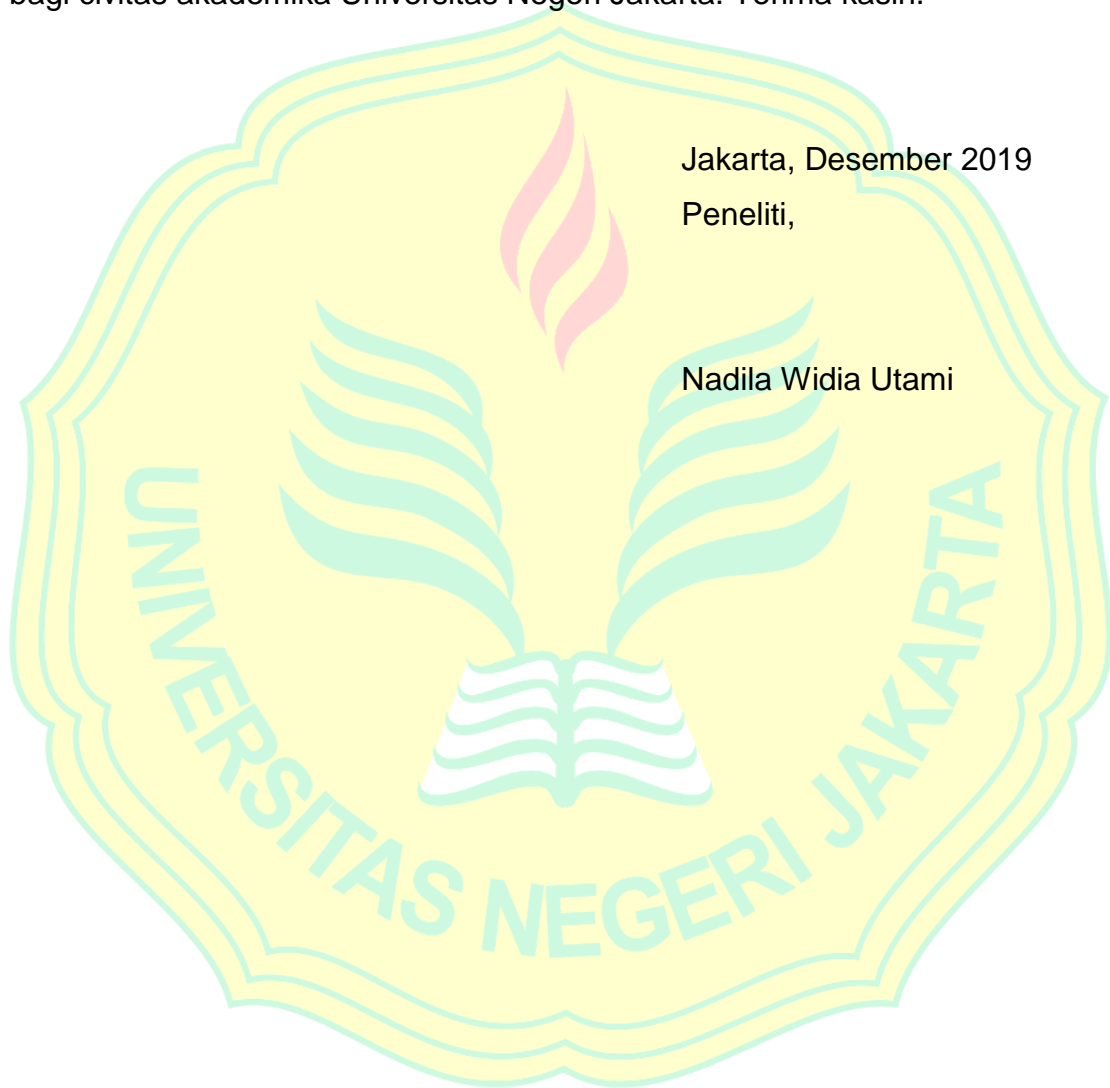 bagi civitas akademika Universitas Negeri Jakarta. Terima kasih.
Jakarta, Desember 2019
Peneliti,
Nadila Widia Utami
UNIVERSITAS NEGERI JAKARTA